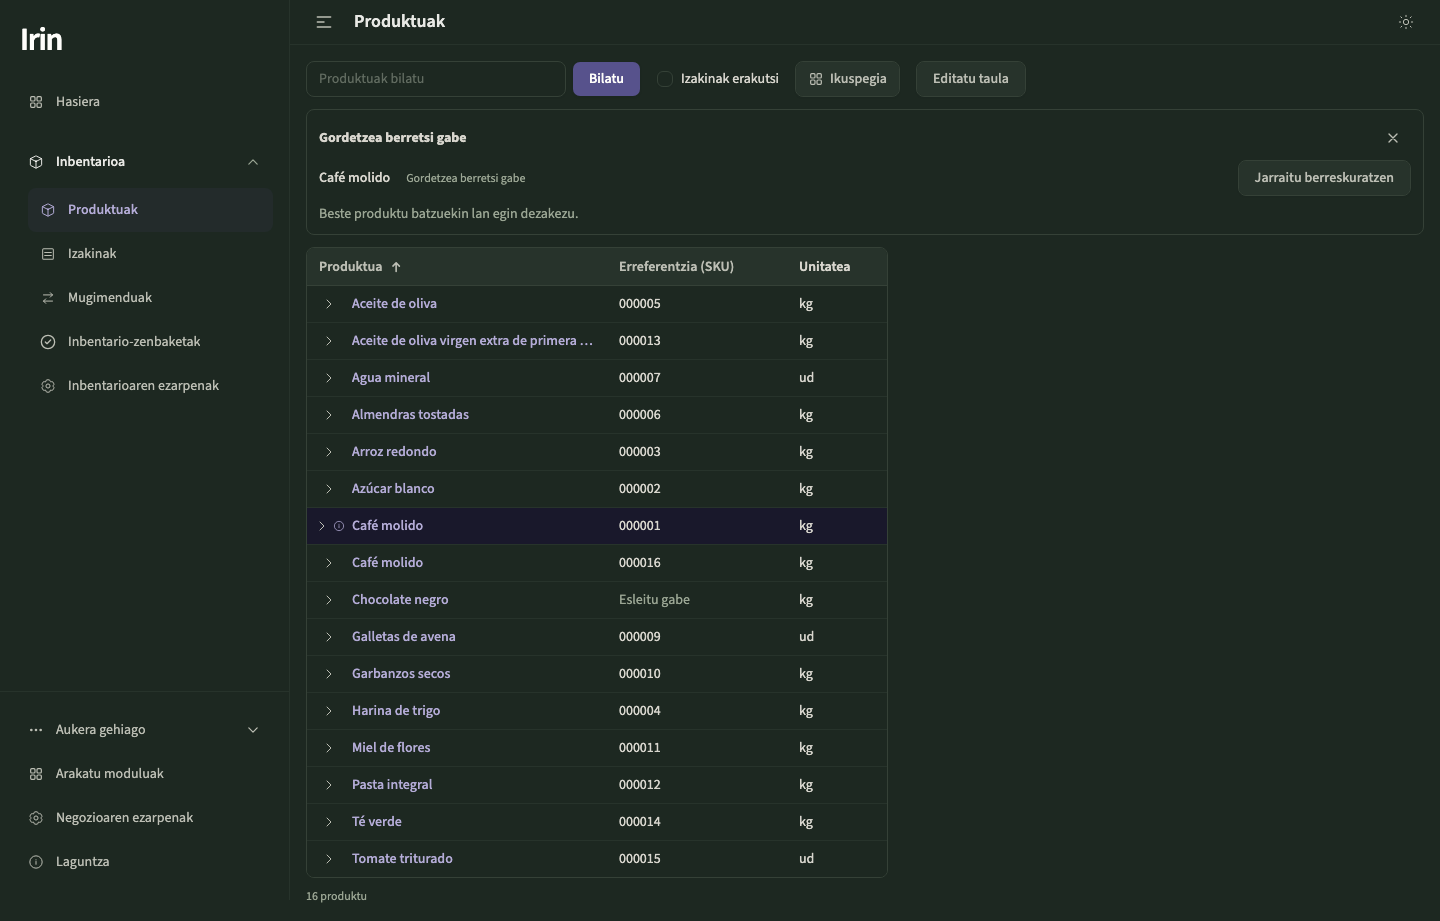 Irin
Hasiera
Inbentarioa
Produktuak
Izakinak
Mugimenduak
Inbentario-zenbaketak
Inbentarioaren ezarpenak
Aukera gehiago
Arakatu moduluak
Negozioaren ezarpenak
Laguntza
Produktuak
Produktuak bilatu Bilatu Izakinak erakutsi Ikuspegia Editatu taula
Gordetzea berretsi gabe
Café molido Gordetzea berretsi gabe Jarraitu berreskuratzen
Beste produktu batzuekin lan egin dezakezu.
Produktua Erreferentzia (SKU) Unitatea
Aceite de oliva 000005 kg
Aceite de oliva virgen extra de primera ... 000013 kg
Agua mineral 000007 ud
Almendras tostadas 000006 kg
Arroz redondo 000003 kg
Azúcar blanco 000002 kg
Café molido 000001 kg
Café molido 000016 kg
Chocolate negro Esleitu gabe kg
Galletas de avena 000009 ud
Garbanzos secos 000010 kg
Harina de trigo 000004 kg
Miel de flores 000011 kg
Pasta integral 000012 kg
Té verde 000014 kg
Tomate triturado 000015 ud
16 produktu